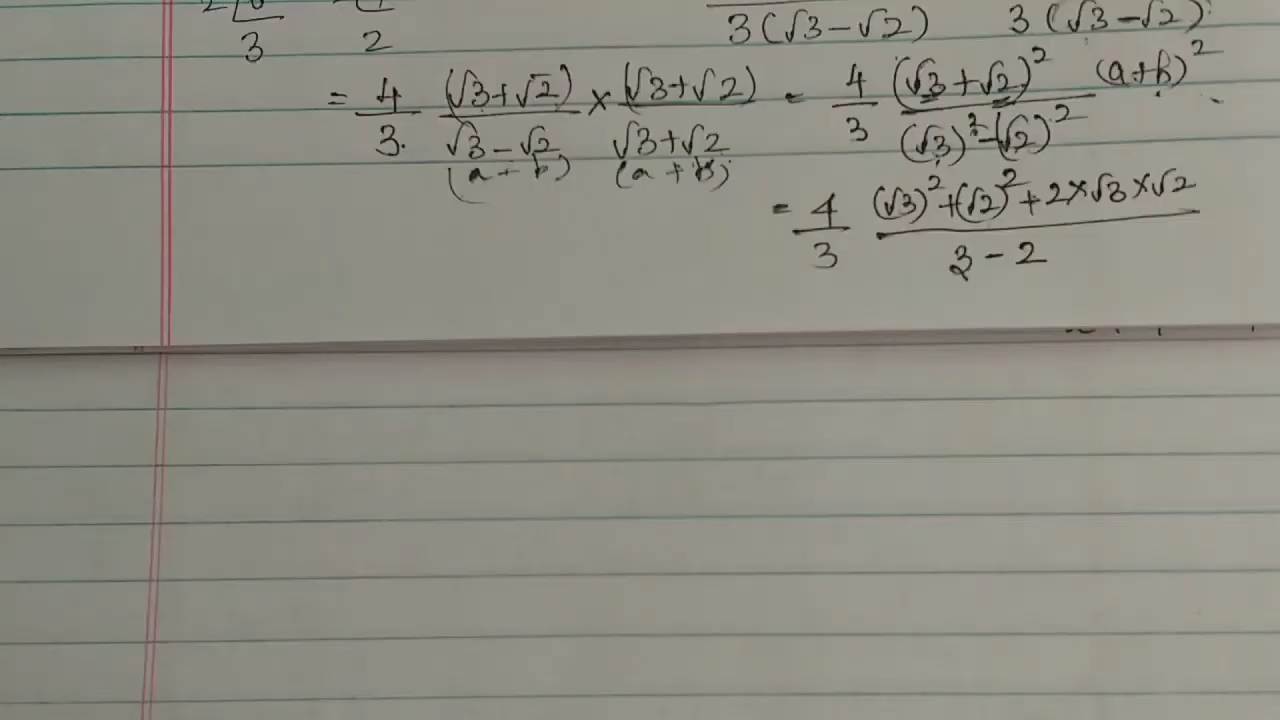 3 2 3(√3-√2) 3(√3-√2)
= 4/3 (√3+√2)/(√3-√2) × (√3+√2)/(√3+√2) = 4/3 (√3+√2)²/((√3)²-(√2)²) (a+b)²
(a-b) (a+b)
= 4/3 ((√3)²+(√2)²+2×√3×√2)/(3-2)